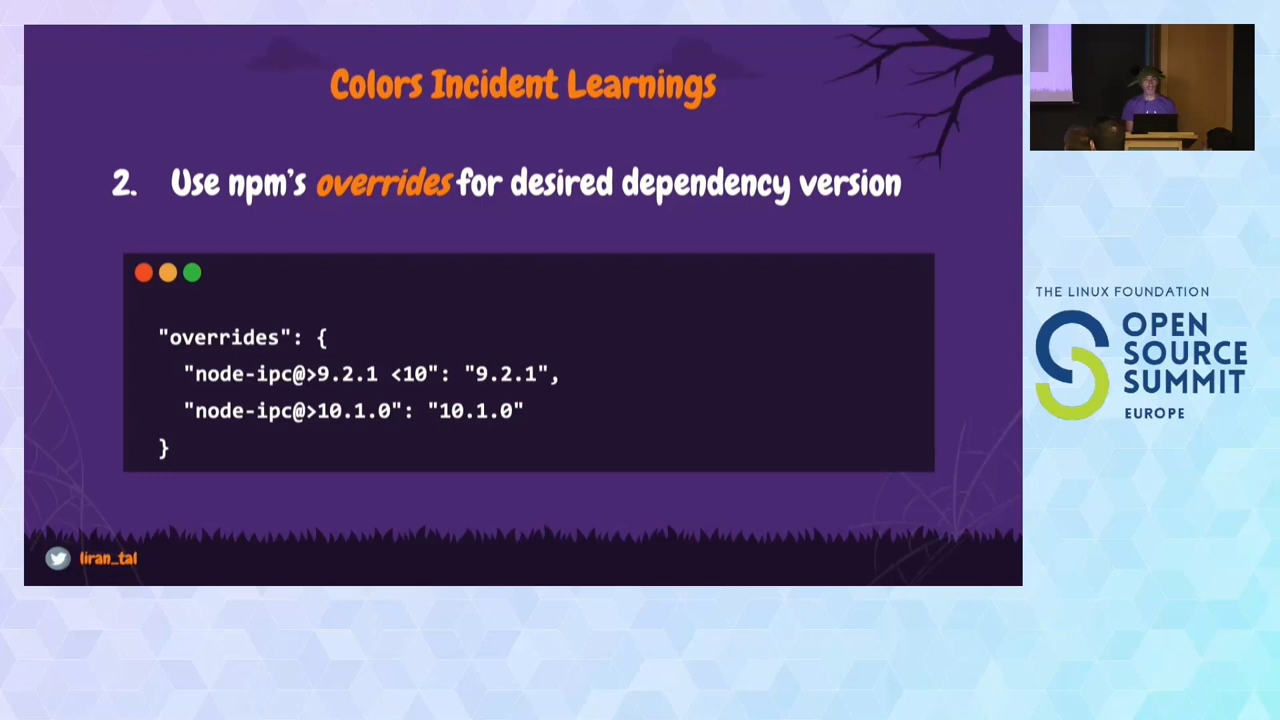 Colors Incident Learnings
2. Use npm's overrides for desired dependency version
"overrides": {
"node-ipc@>9.2.1 <10": "9.2.1",
"node-ipc@>10.1.0": "10.1.0"
}
liran_tal
THE LINUX FOUNDATION
OPEN
SOURCE
SUMMIT
EUROPE